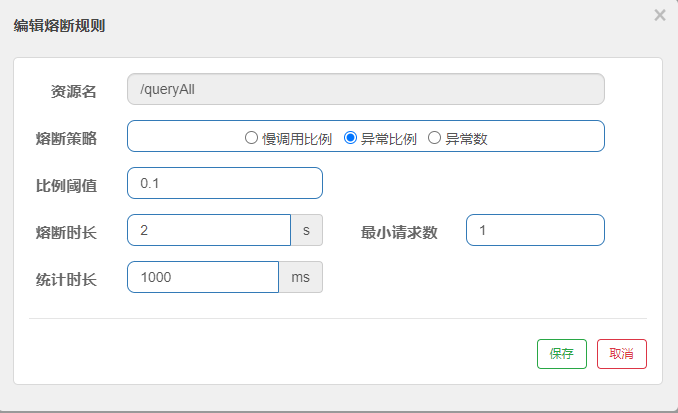 编辑熔断规则
×
资源名 /queryAll
熔断策略 慢调用比例 异常比例 异常数
比例阈值 0.1
熔断时长 2 s 最小请求数 1
统计时长 1000 ms
保存 取消